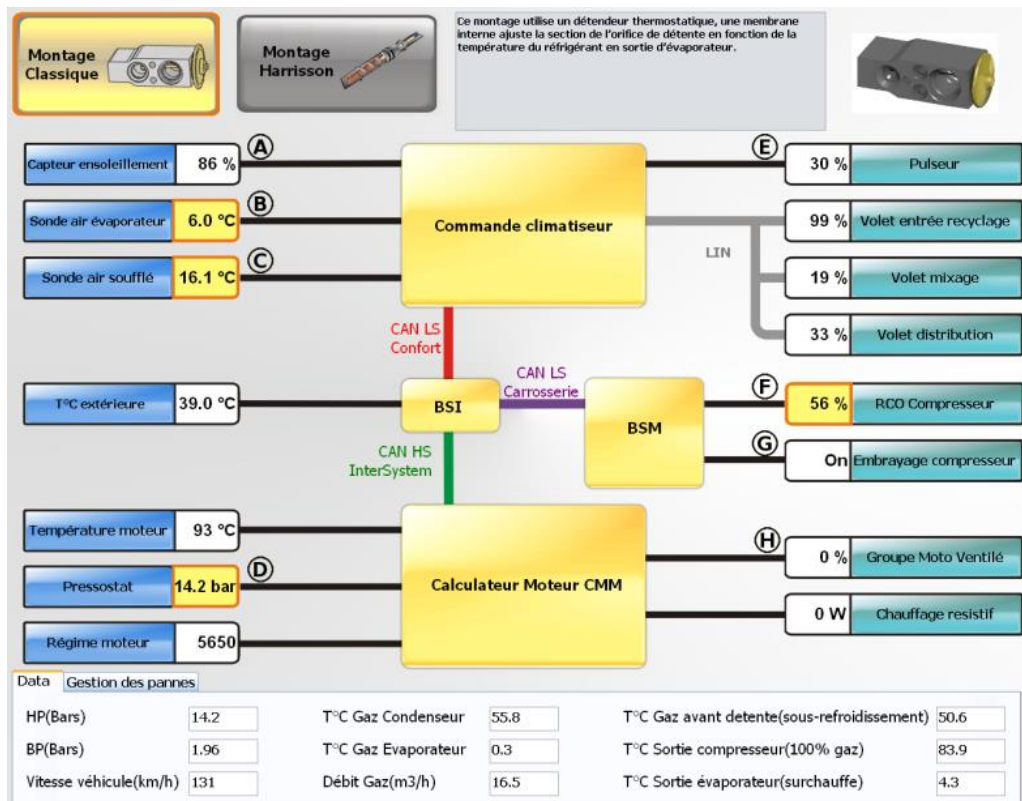 Montage
Classique
Montage
Harrisson
Ce montage utilise un détendeur thermostatique, une membrane
interne ajuste la section de l'orifice de détente en fonction de la
température du réfrigérant en sortie d'évaporateur.
Capteur ensoleillement 86 % A
Sonde air évaporateur 6.0 °C B
Sonde air soufflé 16.1 °C C
Commande climatiseur
E 30 % Pulseur
99 % Volet entrée recyclage
LIN
19 % Volet mixage
33 % Volet distribution
CAN LS
Confort
CAN LS
Carrosserie
T°C extérieure 39.0 °C
BSI
BSM
F 56 % RCO Compresseur
G On Embrayage compresseur
CAN HS
InterSystem
Température moteur 93 °C
Pressostat 14.2 bar D
Régime moteur 5650
Calculateur Moteur CMM
H 0 % Groupe Moto Ventilé
0 W Chauffage resistif
Data Gestion des pannes
HP(Bars) 14.2 T°C Gaz Condenseur 55.8 T°C Gaz avant detente(sous-refroidissement) 50.6
BP(Bars) 1.96 T°C Gaz Evaporateur 0.3 T°C Sortie compresseur(100% gaz) 83.9
Vitesse véhicule(km/h) 131 Débit Gaz(m3/h) 16.5 T°C Sortie évaporateur(surchauffe) 4.3